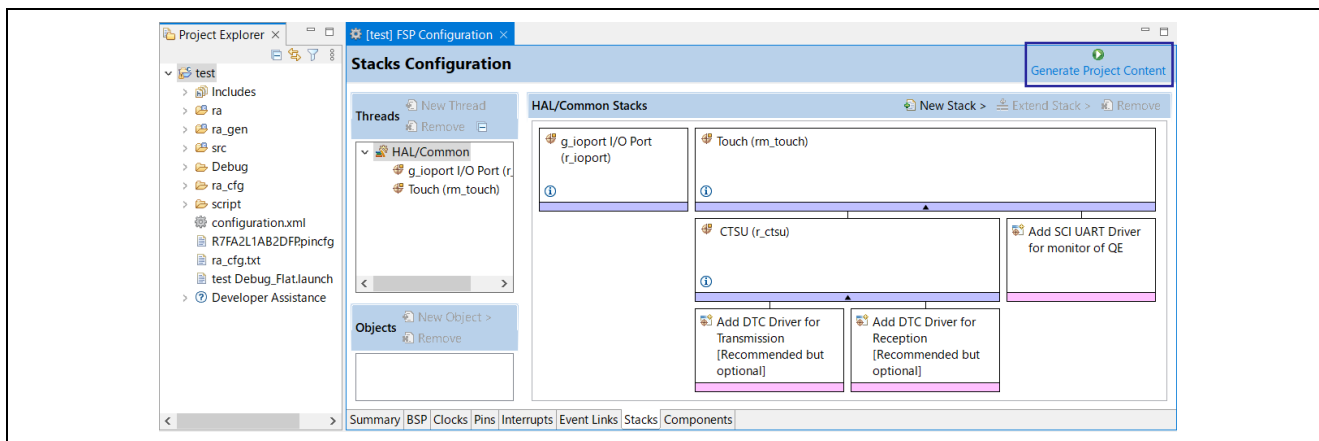 Project Explorer
[test] FSP Configuration
test
Includes
ra
ra_gen
src
Debug
ra_cfg
script
configuration.xml
R7FA2L1AB2DFP.pincfg
ra_cfg.txt
test Debug_Flat.launch
Developer Assistance
Stacks Configuration
Generate Project Content
Threads
New Thread
Remove
HAL/Common
g_ioport I/O Port (r_
Touch (rm_touch)
Objects
New Object >
Remove
HAL/Common Stacks
New Stack >
Extend Stack >
Remove
g_ioport I/O Port
(r_ioport)
Touch (rm_touch)
CTSU (r_ctsu)
Add SCI UART Driver
for monitor of QE
Add DTC Driver for
Transmission
[Recommended but
optional]
Add DTC Driver for
Reception
[Recommended but
optional]
Summary BSP Clocks Pins Interrupts Event Links Stacks Components